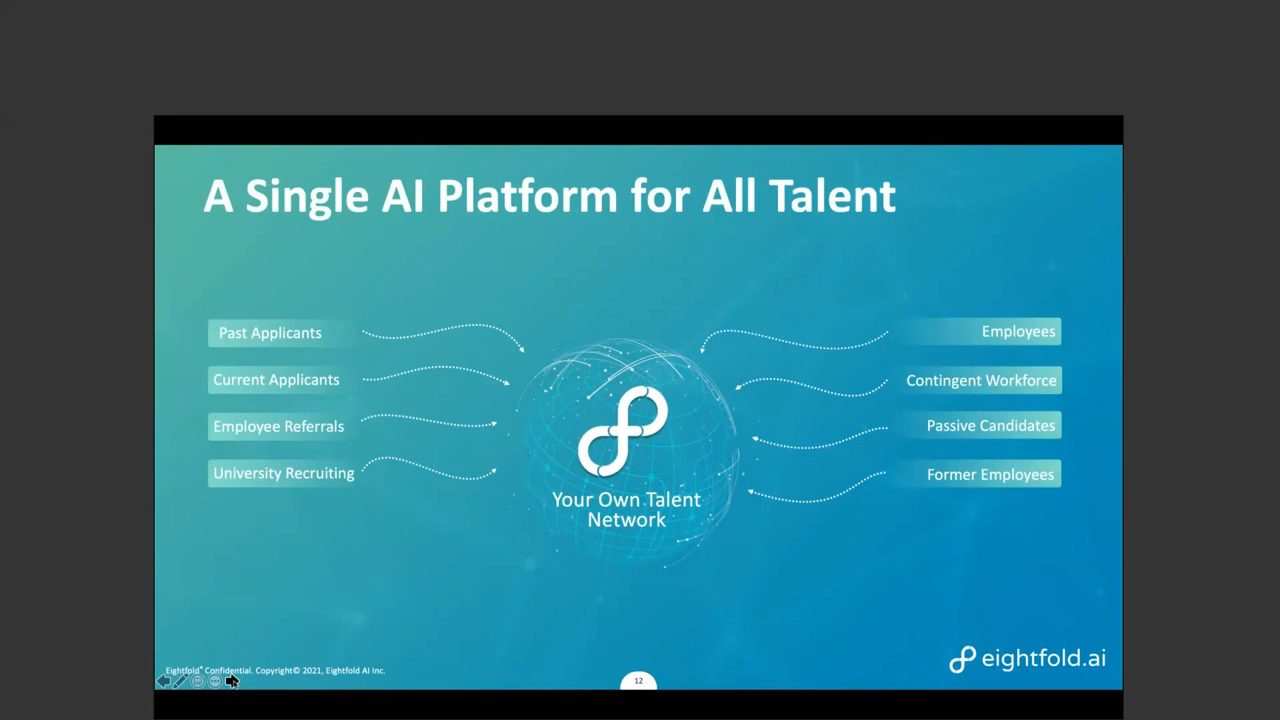 A Single AI Platform for All Talent
Past Applicants
Current Applicants
Employee Referrals
University Recruiting
Your Own Talent
Network
Employees
Contingent Workforce
Passive Candidates
Former Employees
Eightfold® Confidential. Copyright© 2021, Eightfold AI Inc.
12
eightfold.ai